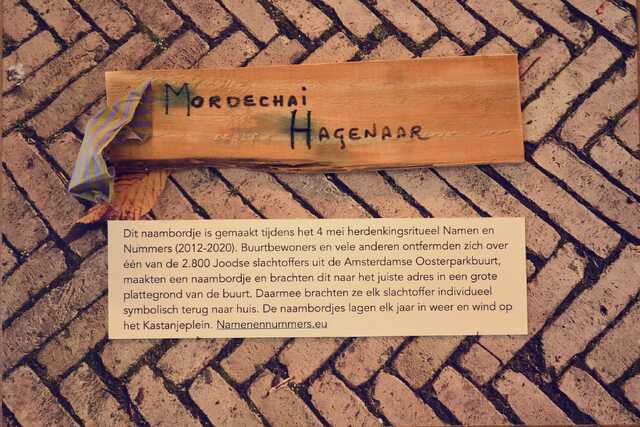 MORDECHAI
HAGENAAR
Dit naambordje is gemaakt tijdens het 4 mei herdenkingsritueel Namen en
Nummers (2012-2020). Buurtbewoners en vele anderen ontfermden zich over
één van de 2.800 Joodse slachtoffers uit de Amsterdamse Oosterparkbuurt,
maakten een naambordje en brachten dit naar het juiste adres in een grote
plattegrond van de buurt. Daarmee brachten ze elk slachtoffer individueel
symbolisch terug naar huis. De naambordjes lagen elk jaar in weer en wind op
het Kastanjeplein. Namenennummers.eu